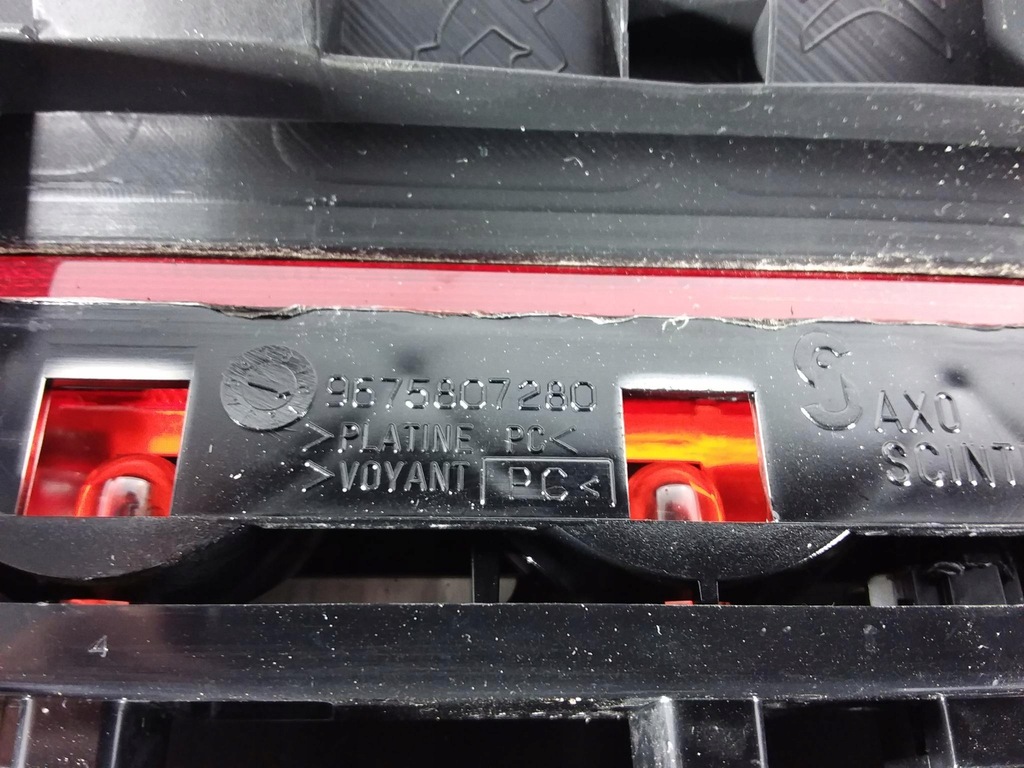 9675807280
>PLATINE PC<
>VOYANT PC<
AXO
SCINT
4